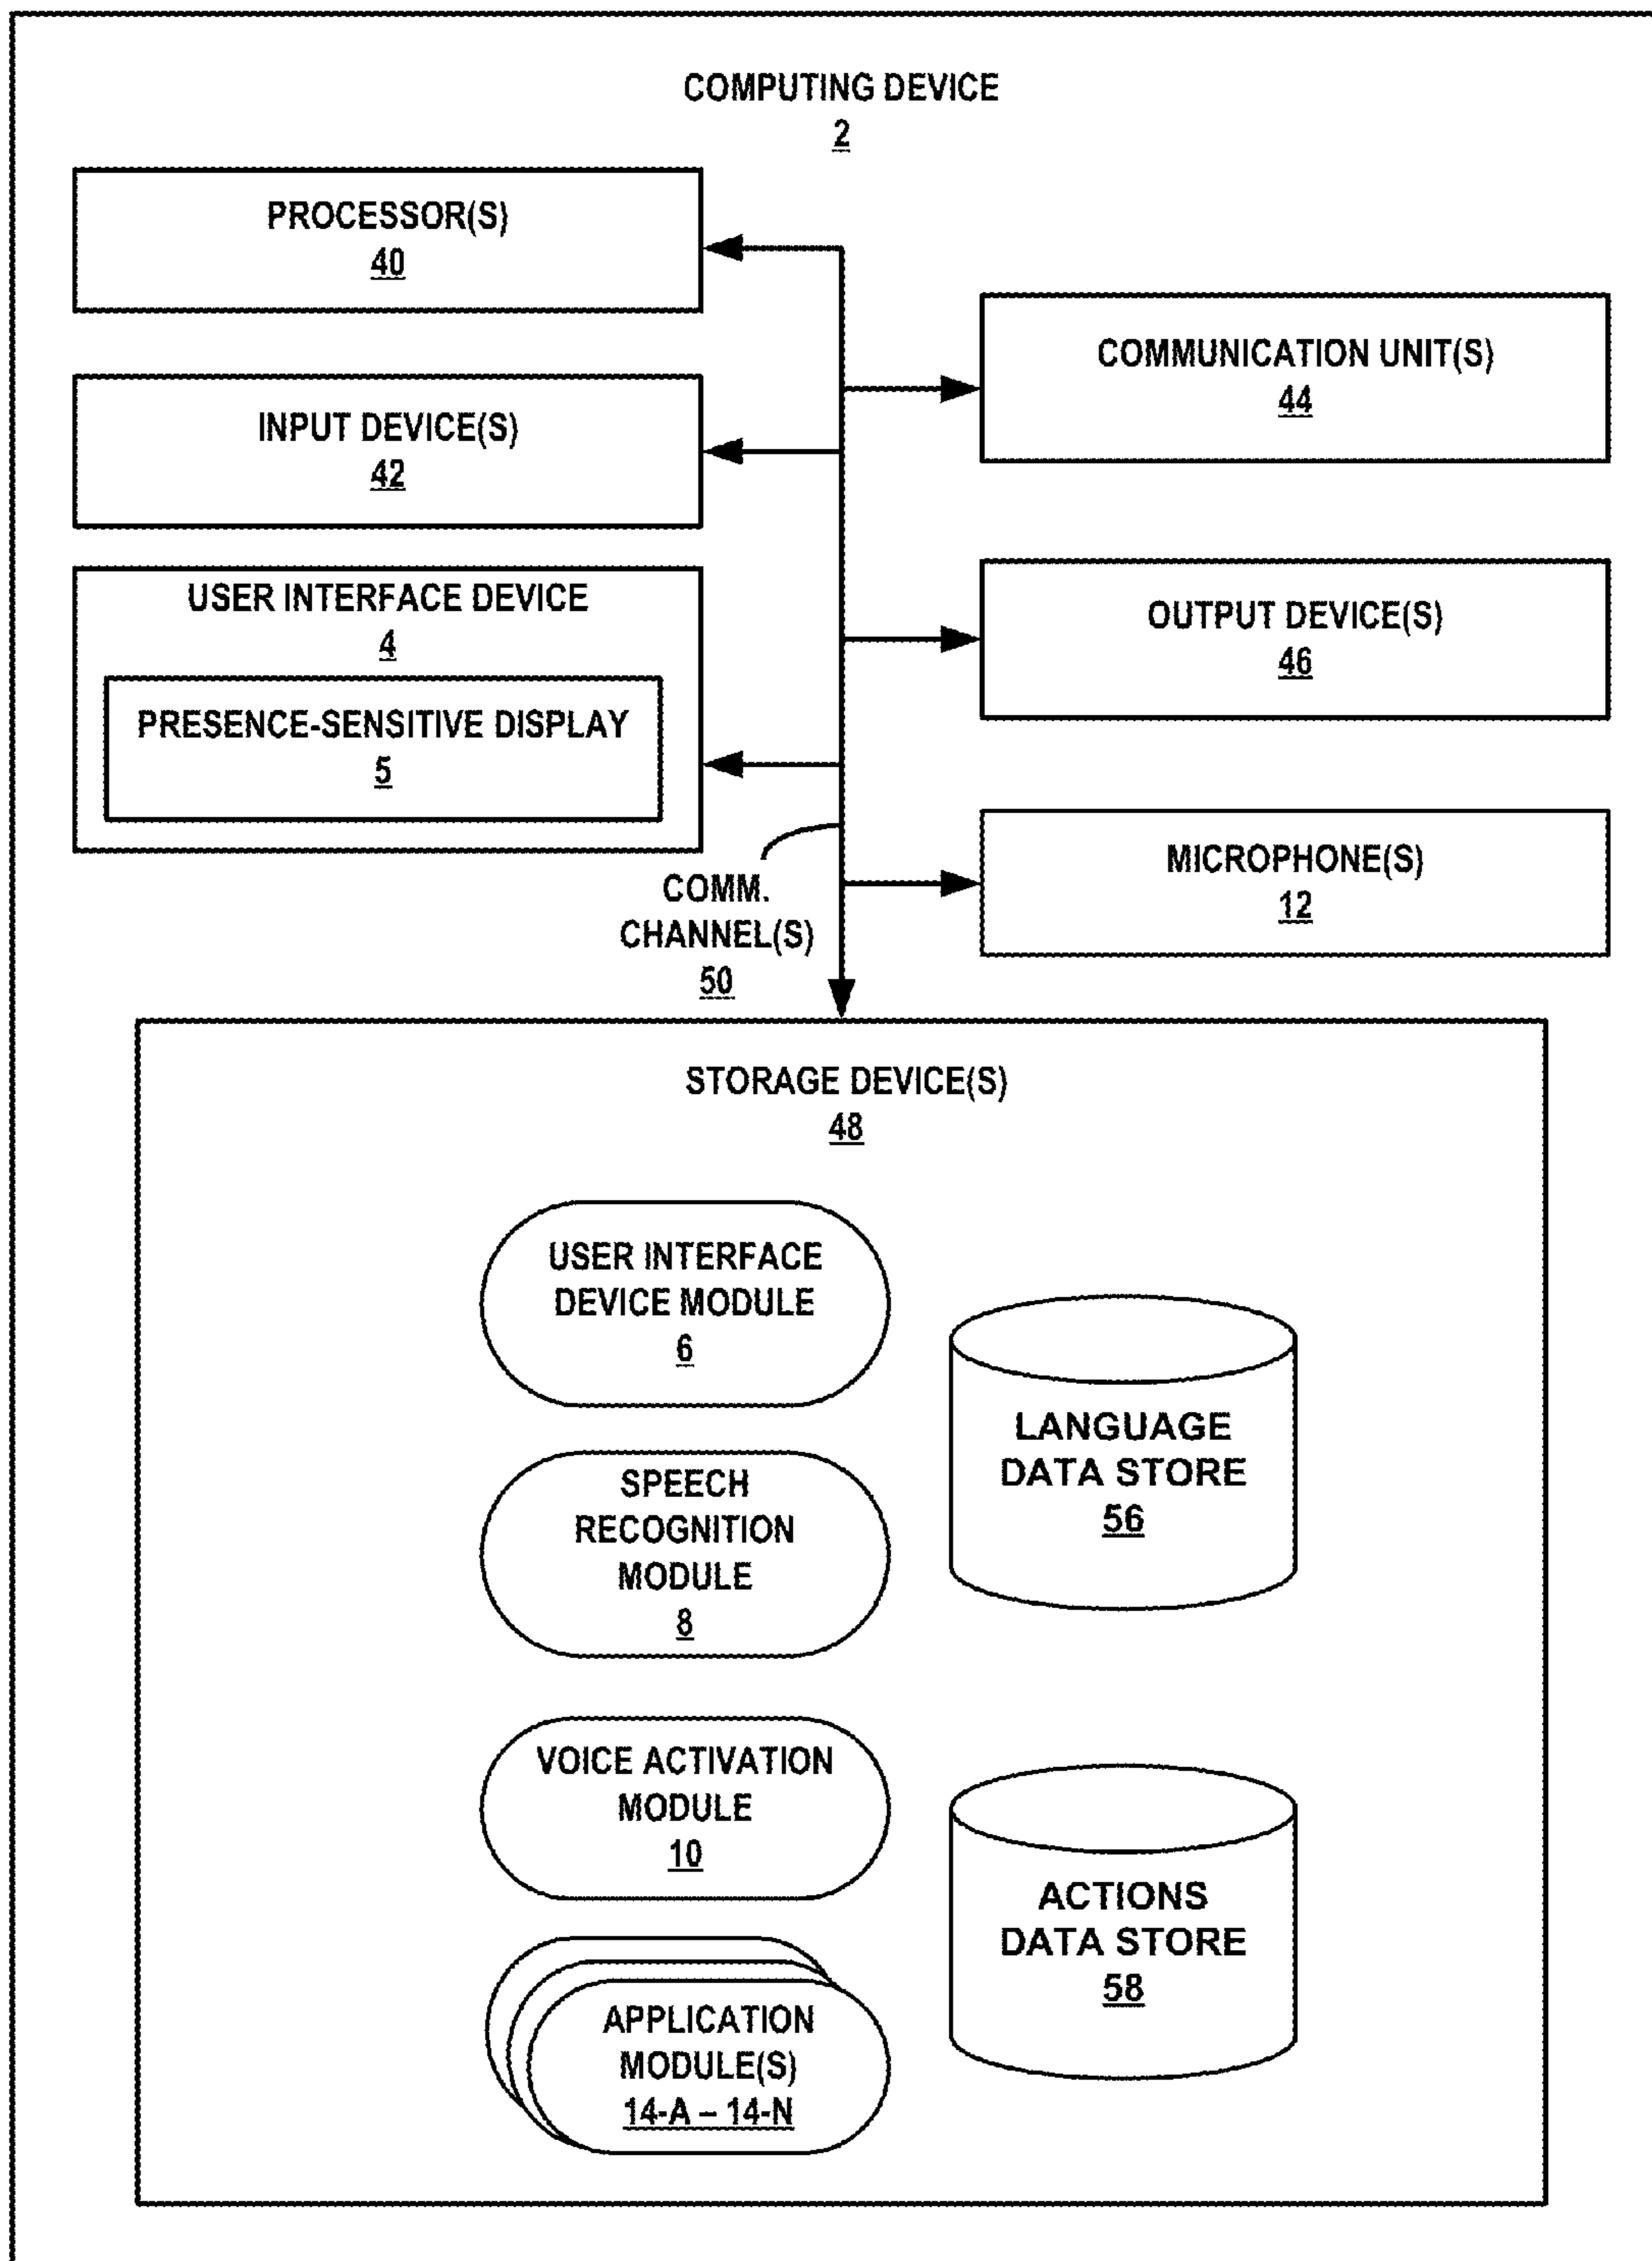 COMPUTING DEVICE
2
PROCESSOR(S)
40
INPUT DEVICE(S)
42
USER INTERFACE DEVICE
4
PRESENCE-SENSITIVE DISPLAY
5
COMMUNICATION UNIT(S)
44
OUTPUT DEVICE(S)
46
MICROPHONE(S)
12
COMM.
CHANNEL(S)
50
STORAGE DEVICE(S)
48
USER INTERFACE
DEVICE MODULE
6
SPEECH
RECOGNITION
MODULE
8
VOICE ACTIVATION
MODULE
10
APPLICATION
MODULE(S)
14-A – 14-N
LANGUAGE
DATA STORE
56
ACTIONS
DATA STORE
58